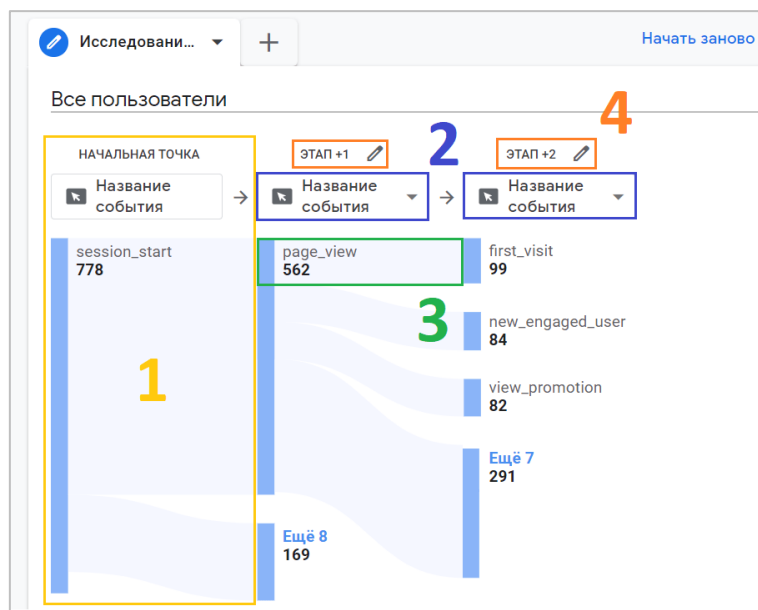 Исследовани...
Начать заново
Все пользователи
4
2
НАЧАЛЬНАЯ ТОЧКА
ЭТАП +1
ЭТАП +2
Название
события
Название
события
Название
события
session_start
778
page_view
562
first_visit
99
3
new_engaged_user
84
1
view_promotion
82
Ещё 7
291
Ещё 8
169